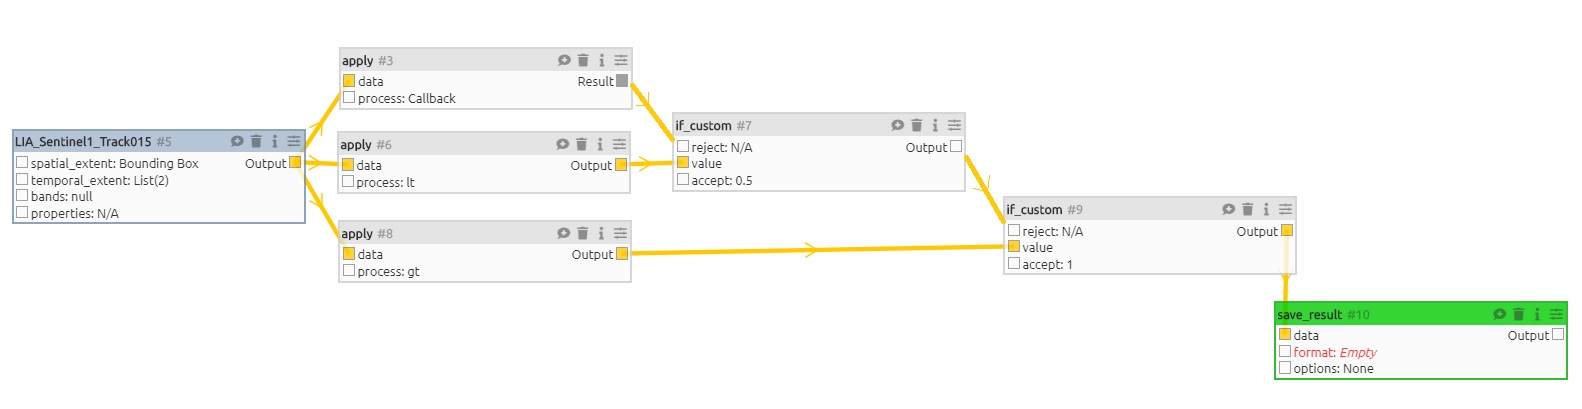 LIA_Sentinel1_Track015 #5
spatial_extent: Bounding Box Output
temporal_extent: List(2)
bands: null
properties: N/A
apply #3
data Result
process: Callback
apply #6
data Output
process: lt
apply #8
data Output
process: gt
if_custom #7
reject: N/A Output
value
accept: 0.5
if_custom #9
reject: N/A Output
value
accept: 1
save_result #10
data Output
format: Empty
options: None